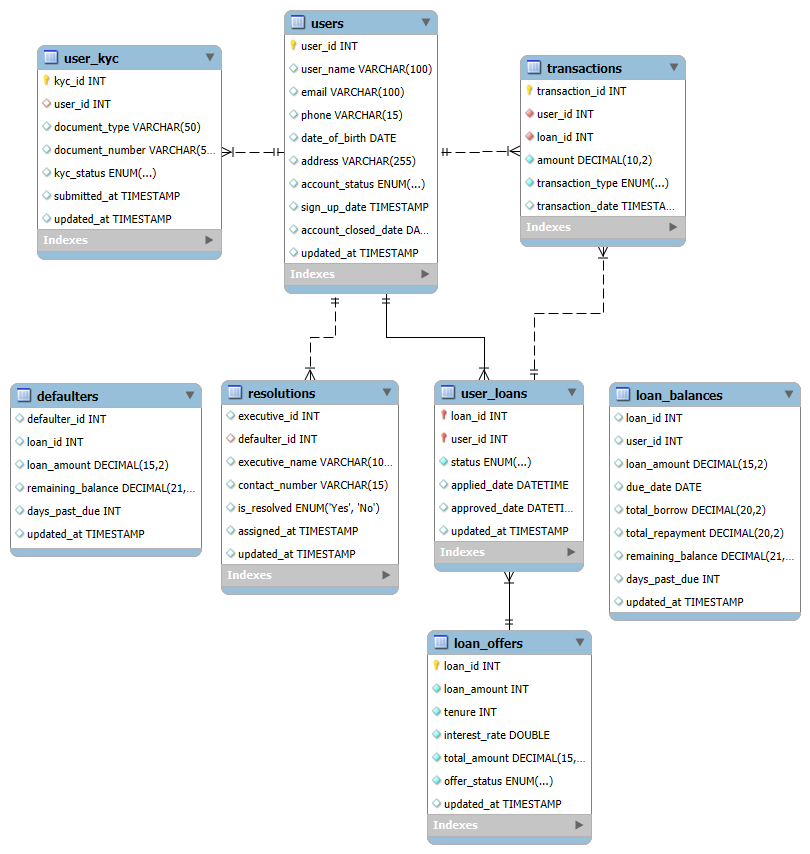 users
user_id INT
user_name VARCHAR(100)
email VARCHAR(100)
phone VARCHAR(15)
date_of_birth DATE
address VARCHAR(255)
account_status ENUM(...)
sign_up_date TIMESTAMP
account_closed_date DA...
updated_at TIMESTAMP
Indexes
user_kyc
kyc_id INT
user_id INT
document_type VARCHAR(50)
document_number VARCHAR(5...
kyc_status ENUM(...)
submitted_at TIMESTAMP
updated_at TIMESTAMP
Indexes
transactions
transaction_id INT
user_id INT
loan_id INT
amount DECIMAL(10,2)
transaction_type ENUM(...)
transaction_date TIMESTA...
Indexes
defaulters
defaulter_id INT
loan_id INT
loan_amount DECIMAL(15,2)
remaining_balance DECIMAL(21,...
days_past_due INT
updated_at TIMESTAMP
resolutions
executive_id INT
defaulter_id INT
executive_name VARCHAR(10...
contact_number VARCHAR(15)
is_resolved ENUM('Yes', 'No')
assigned_at TIMESTAMP
updated_at TIMESTAMP
Indexes
user_loans
loan_id INT
user_id INT
status ENUM(...)
applied_date DATETIME
approved_date DATETI...
updated_at TIMESTAMP
Indexes
loan_balances
loan_id INT
user_id INT
loan_amount DECIMAL(15,2)
due_date DATE
total_borrow DECIMAL(20,2)
total_repayment DECIMAL(20,2)
remaining_balance DECIMAL(21,...
days_past_due INT
updated_at TIMESTAMP
loan_offers
loan_id INT
loan_amount INT
tenure INT
interest_rate DOUBLE
total_amount DECIMAL(15,...
offer_status ENUM(...)
updated_at TIMESTAMP
Indexes